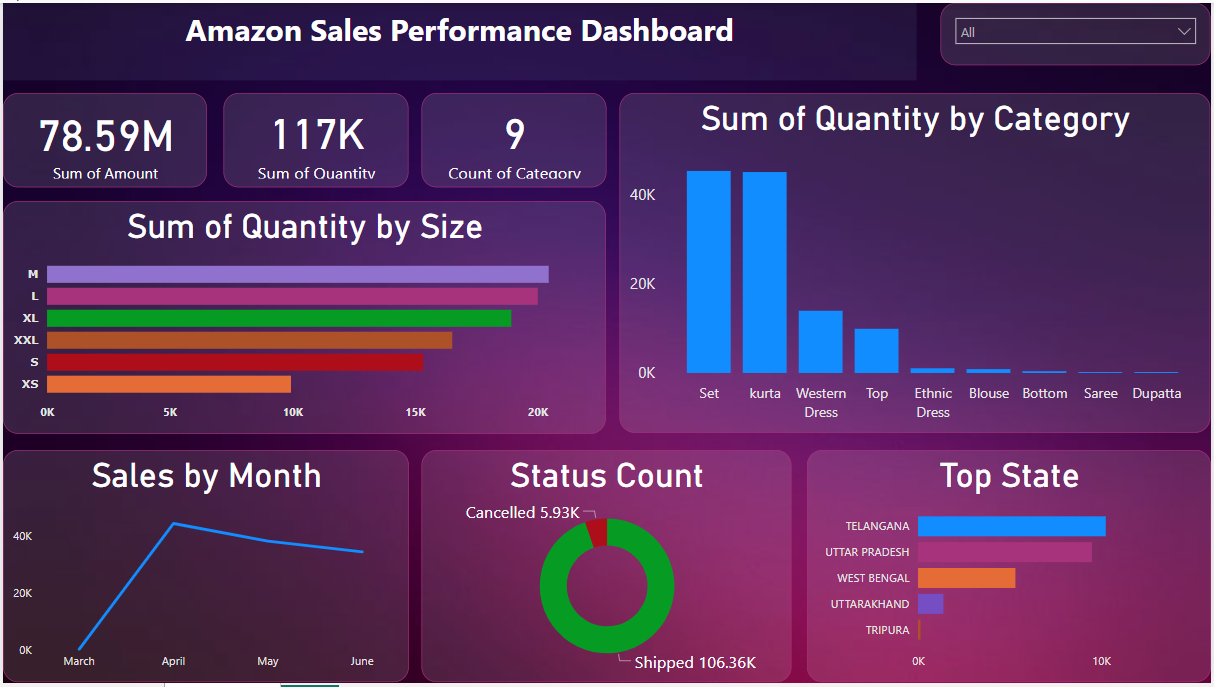 Amazon Sales Performance Dashboard
All
78.59M
Sum of Amount
117K
Sum of Quantity
9
Count of Category
Sum of Quantity by Category
40K
20K
0K
Set
kurta
Western
Dress
Top
Ethnic
Dress
Blouse
Bottom
Saree
Dupatta
Sum of Quantity by Size
M
L
XL
XXL
S
XS
0K
5K
10K
15K
20K
Sales by Month
40K
20K
0K
March
April
May
June
Status Count
Cancelled 5.93K
Shipped 106.36K
Top State
TELANGANA
UTTAR PRADESH
WEST BENGAL
UTTARAKHAND
TRIPURA
0K
10K